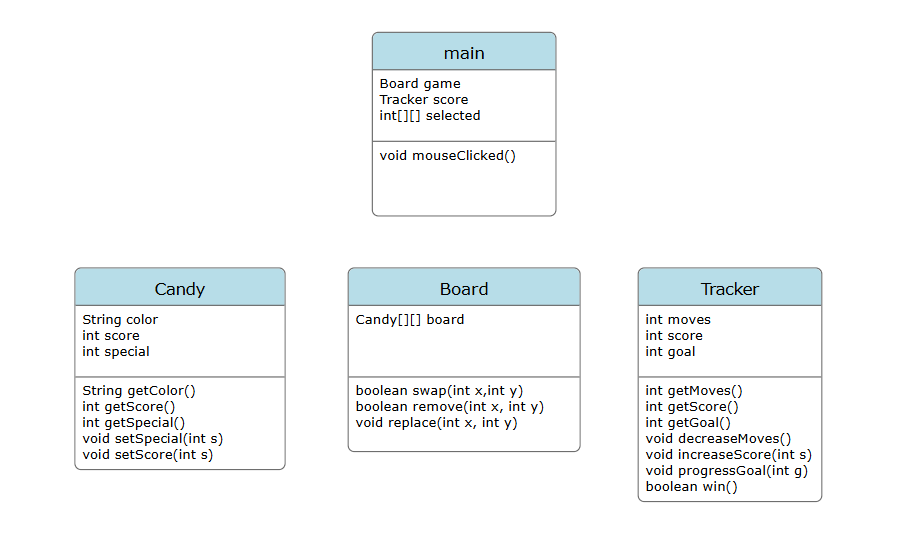 main
Board game
Tracker score
int[][] selected
void mouseClicked()
Candy
String color
int score
int special
String getColor()
int getScore()
int getSpecial()
void setSpecial(int s)
void setScore(int s)
Board
Candy[][] board
boolean swap(int x,int y)
boolean remove(int x, int y)
void replace(int x, int y)
Tracker
int moves
int score
int goal
int getMoves()
int getScore()
int getGoal()
void decreaseMoves()
void increaseScore(int s)
void progressGoal(int g)
boolean win()